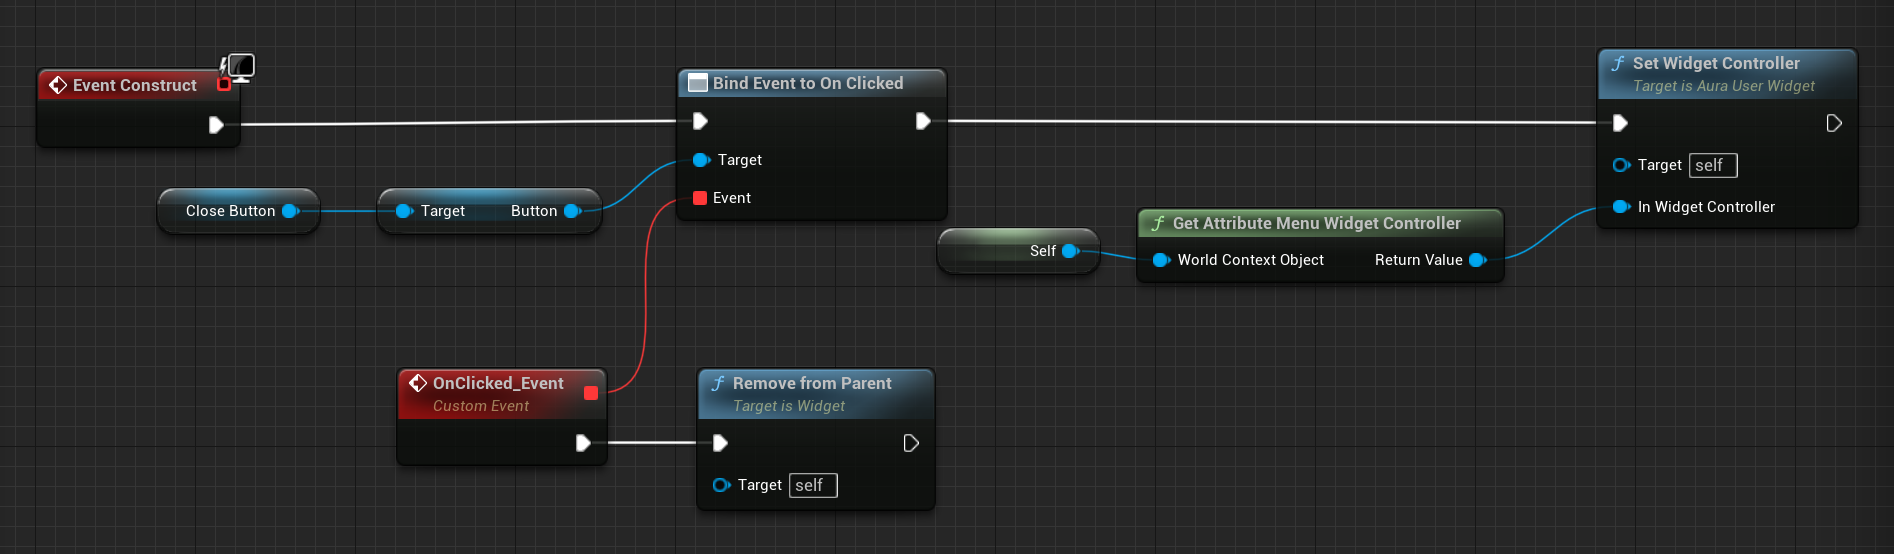 Event Construct
Close Button
Target Button
Bind Event to On Clicked
Target
Event
OnClicked_Event
Custom Event
Remove from Parent
Target is Widget
Target self
Self
Get Attribute Menu Widget Controller
World Context Object Return Value
Set Widget Controller
Target is Aura User Widget
Target self
In Widget Controller